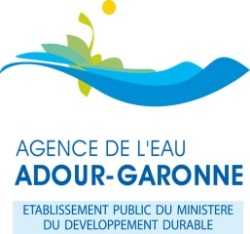 AGENCE DE L'EAU
ADOUR-GARONNE
ETABLISSEMENT PUBLIC DU MINISTERE
DU DEVELOPPEMENT DURABLE